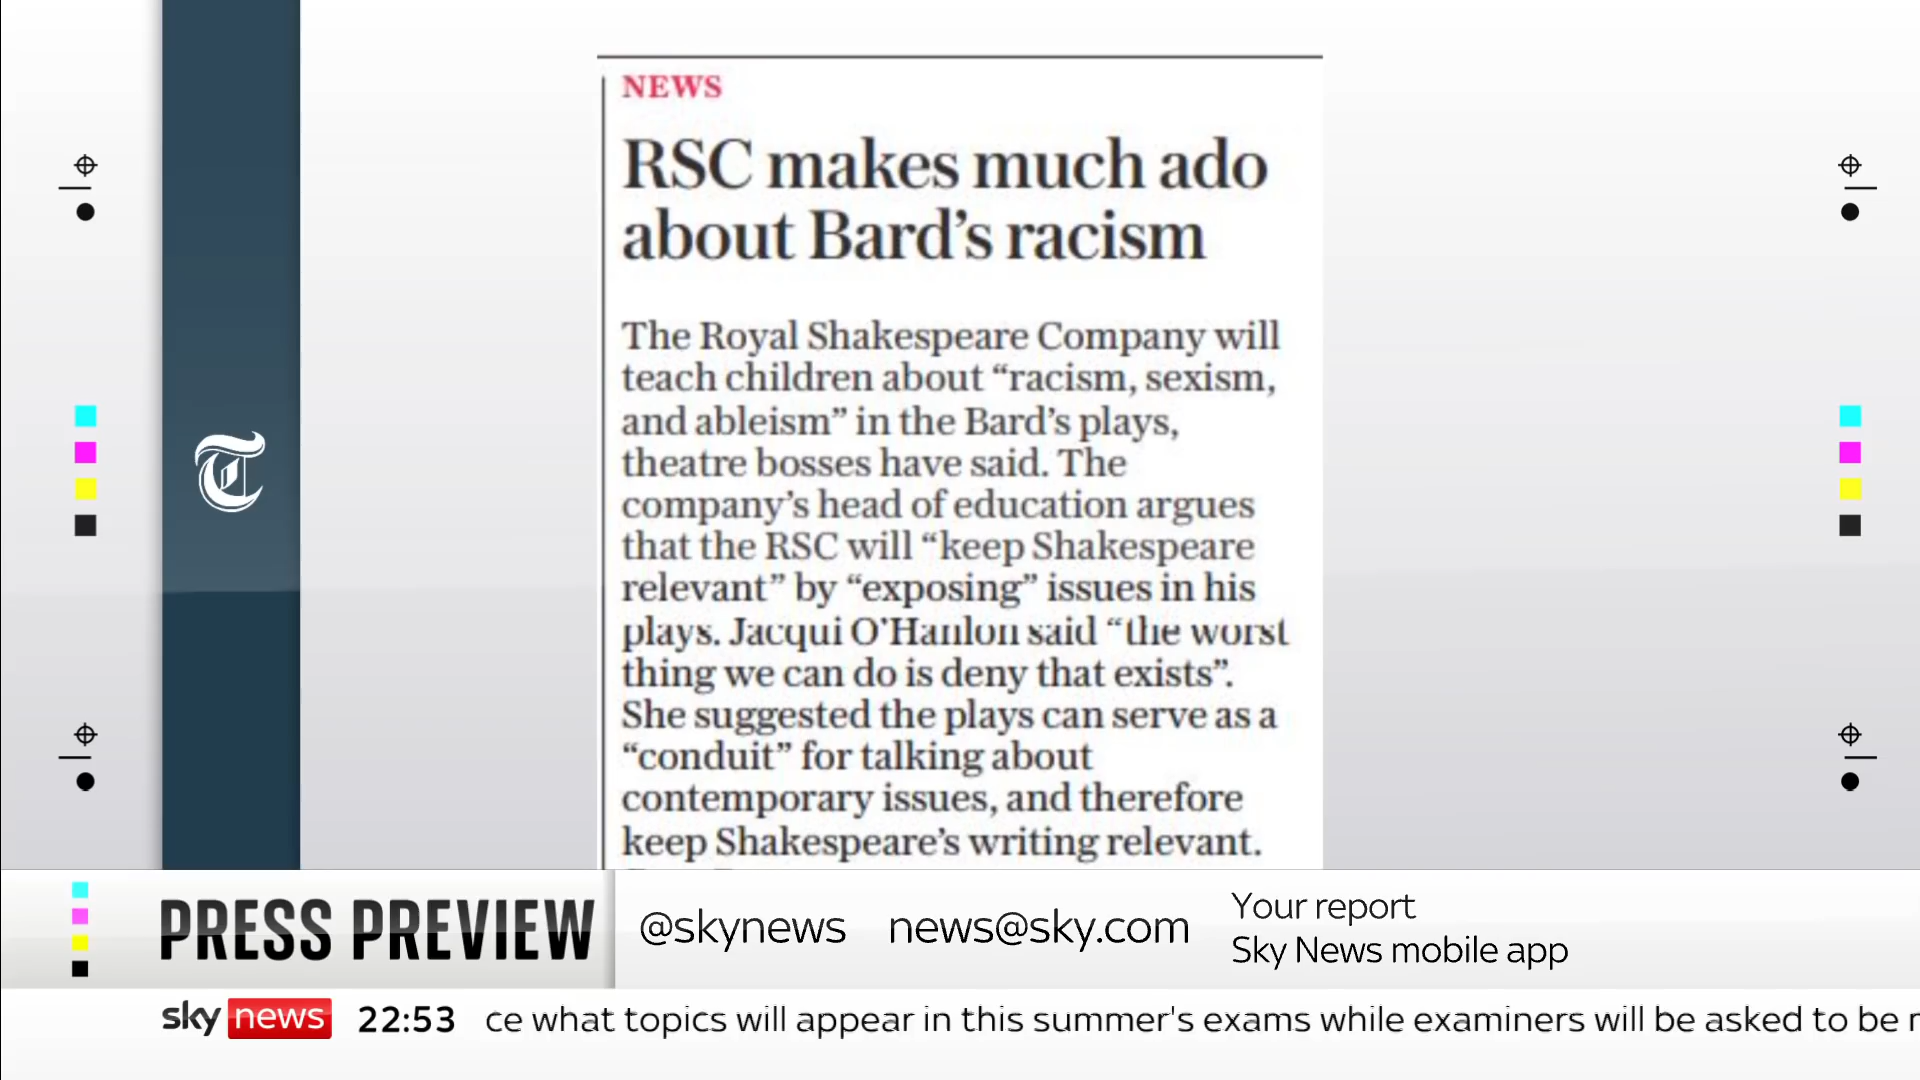 NEWS
RSC makes much ado
about Bard's racism
The Royal Shakespeare Company will
teach children about “racism, sexism,
and ableism” in the Bard’s plays,
theatre bosses have said. The
company’s head of education argues
that the RSC will “keep Shakespeare
relevant” by “exposing” issues in his
plays. Jacqui O’Hanlon said “the worst
thing we can do is deny that exists”.
She suggested the plays can serve as a
“conduit” for talking about
contemporary issues, and therefore
keep Shakespeare’s writing relevant.
T
PRESS PREVIEW
@skynews news@sky.com
Your report
Sky News mobile app
sky news 22:53 ce what topics will appear in this summer's exams while examiners will be asked to be